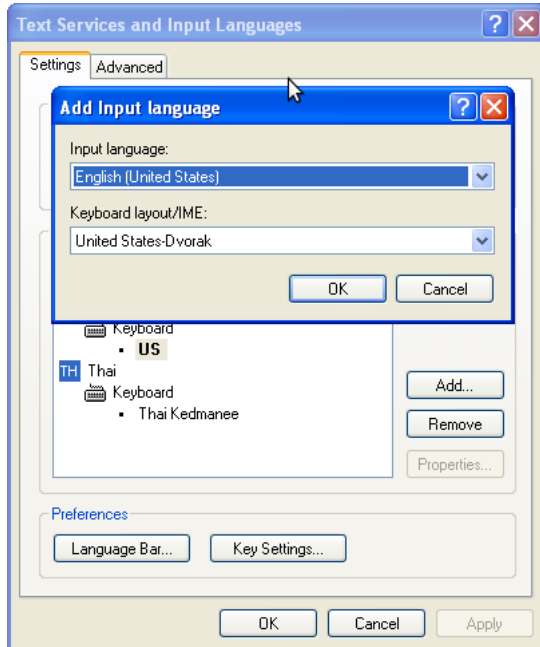 Text Services and Input Languages
Settings Advanced
Add Input language
Input language:
English (United States)
Keyboard layout/IME:
United States-Dvorak
OK Cancel
Keyboard
US
TH Thai
Keyboard
Thai Kedmanee
Add...
Remove
Properties...
Preferences
Language Bar... Key Settings...
OK Cancel Apply